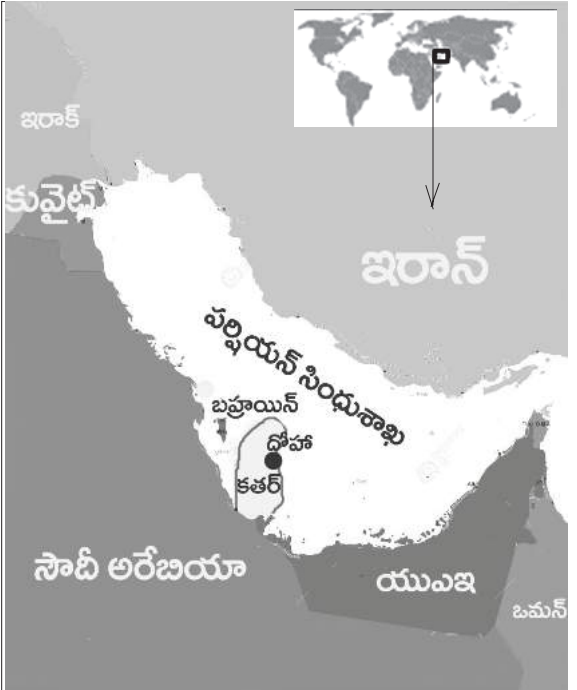 ఇరాక్
కువైట్
ఇరాన్
పర్షియన్ సింధుశాఖ
బహ్రెయిన్
దోహా
కతర్
సౌదీ అరేబియా
యుఎఇ
ఒమన్